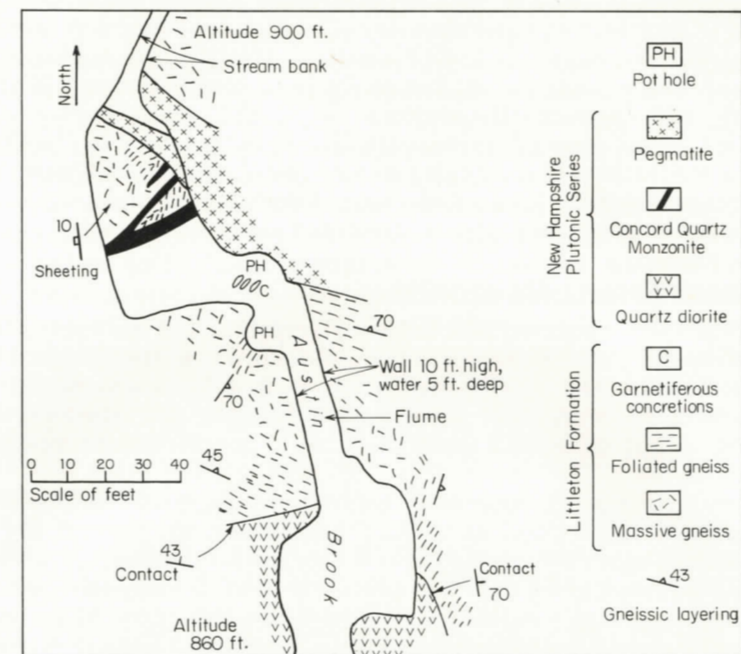 Altitude 900 ft.
Stream bank
North
10
Sheeting
PH
C
PH
70
Austin
Wall 10 ft. high,
water 5 ft. deep
70
Flume
45
0 10 20 30 40
Scale of feet
43
Contact
Brook
Contact
70
Altitude
860 ft.
PH
Pot hole
New Hampshire
Plutonic Series
Pegmatite
Concord Quartz
Monzonite
Quartz diorite
Littleton Formation
C
Garnetiferous
concretions
Foliated gneiss
Massive gneiss
43
Gneissic layering